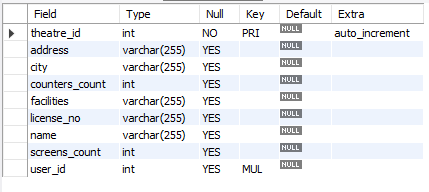 Field Type Null Key Default Extra
theatre_id int NO PRI NULL auto_increment
address varchar(255) YES NULL
city varchar(255) YES NULL
counters_count int YES NULL
facilities varchar(255) YES NULL
license_no varchar(255) YES NULL
name varchar(255) YES NULL
screens_count int YES NULL
user_id int YES MUL NULL